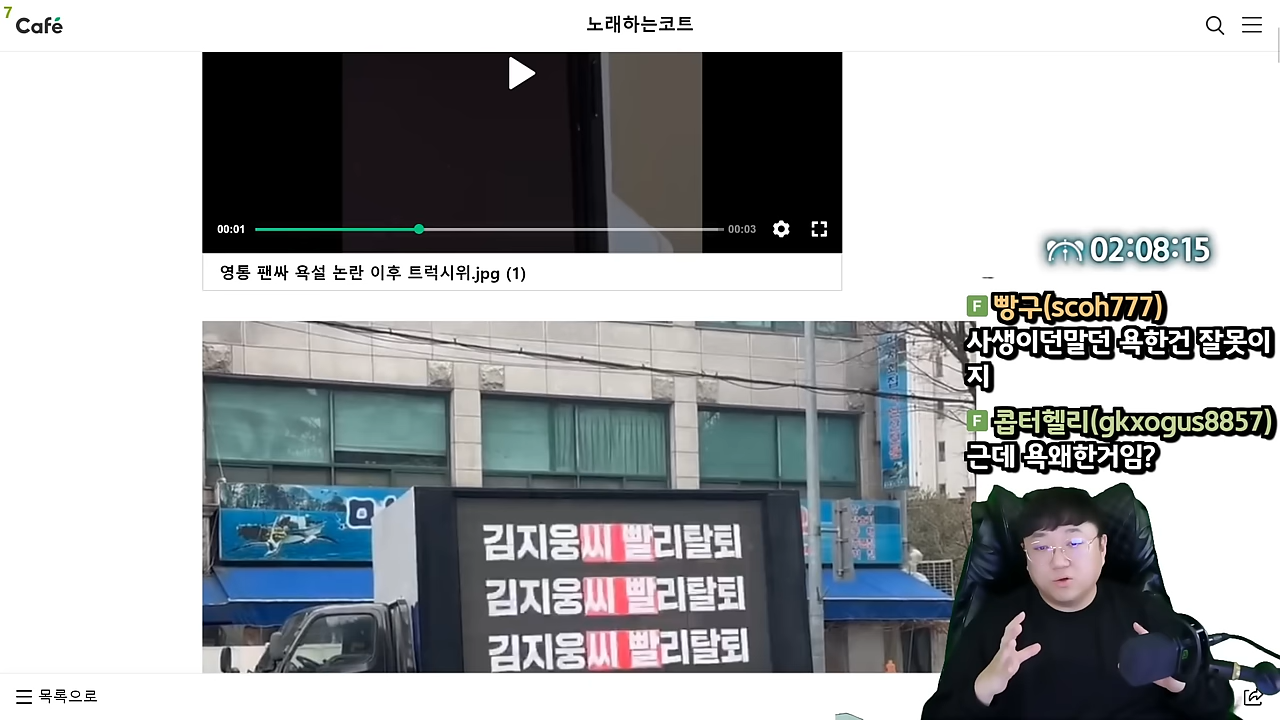 7
Café
노래하는코트
00:01
00:03
영통 팬싸 욕설 논란 이후 트럭시위.jpg (1)
02:08:15
F 빵구(scoh777)
사생이던말던 욕한건 잘못이
지
F 콥터헬리(gkxogus8857)
근데 욕왜한거임?
김지웅씨 빨리탈퇴
김지웅씨 빨리탈퇴
김지웅씨 빨리탈퇴
목록으로